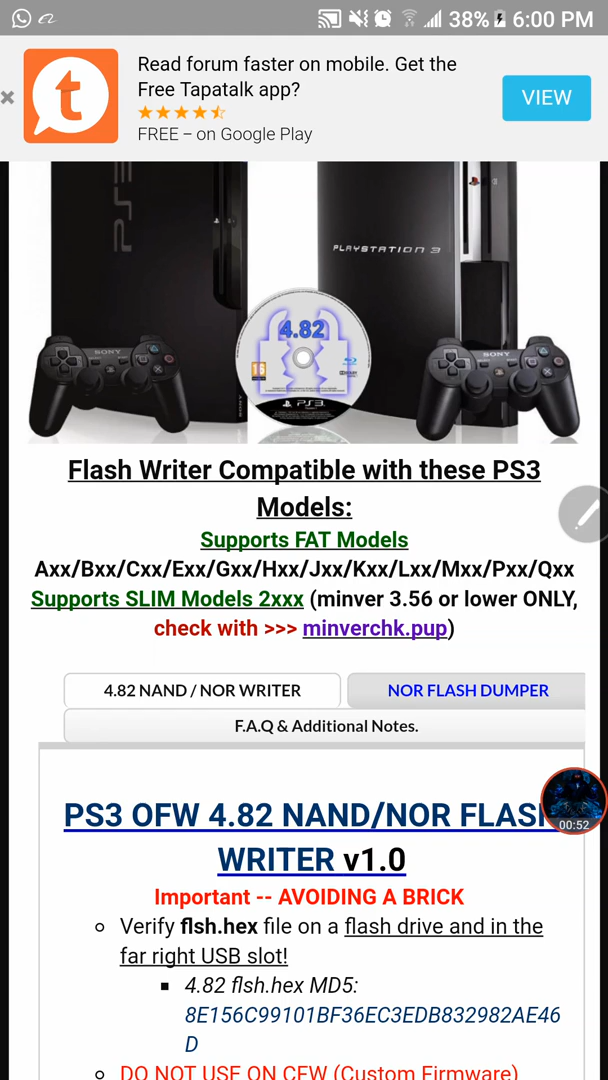 38% 6:00 PM
Read forum faster on mobile. Get the
Free Tapatalk app?
FREE – on Google Play
VIEW
PS3
PLAYSTATION 3
4.82
SONY
SONY
16
PS3
Flash Writer Compatible with these PS3
Models:
Supports FAT Models
Axx/Bxx/Cxx/Exx/Gxx/Hxx/Jxx/Kxx/Lxx/Mxx/Pxx/Qxx
Supports SLIM Models 2xxx (minver 3.56 or lower ONLY,
check with >>> minverchk.pup)
4.82 NAND / NOR WRITER
NOR FLASH DUMPER
F.A.Q & Additional Notes.
PS3 OFW 4.82 NAND/NOR FLASH
WRITER v1.0
00:52
Important -- AVOIDING A BRICK
Verify flsh.hex file on a flash drive and in the
far right USB slot!
4.82 flsh.hex MD5:
8E156C99101BF36EC3EDB832982AE46
D
DO NOT USE ON CFW (Custom Firmware)